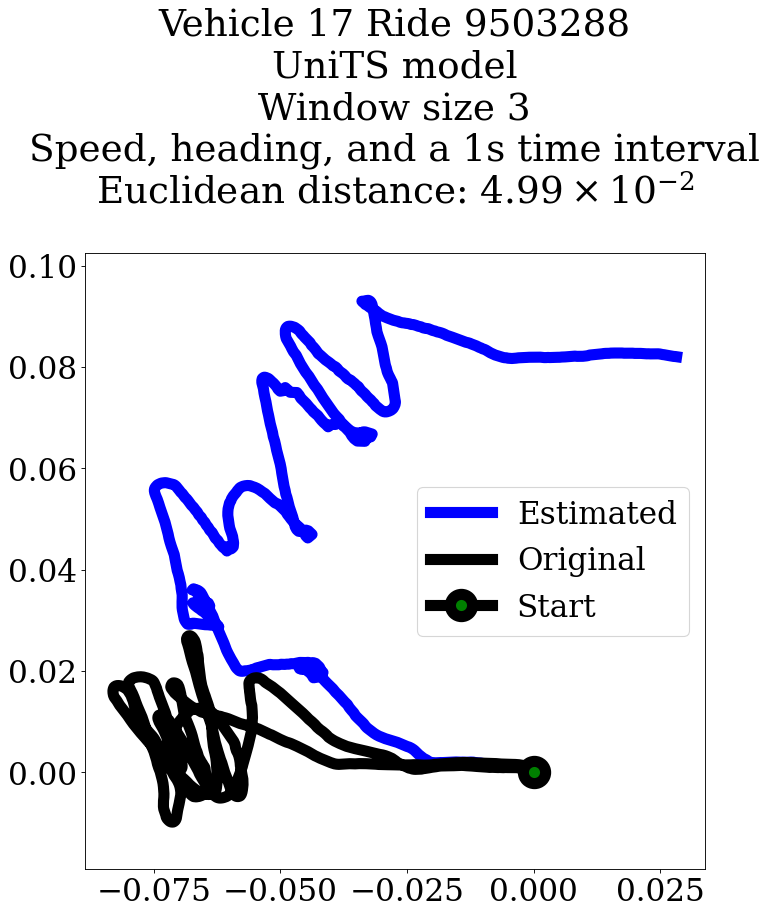 Vehicle 17 Ride 9503288
UniTS model
Window size 3
Speed, heading, and a 1s time interval
Euclidean distance: 4.99 × 10⁻²
0.10
0.08
0.06
0.04
0.02
0.00
Estimated
Original
Start
−0.075 −0.050 −0.025 0.000 0.025